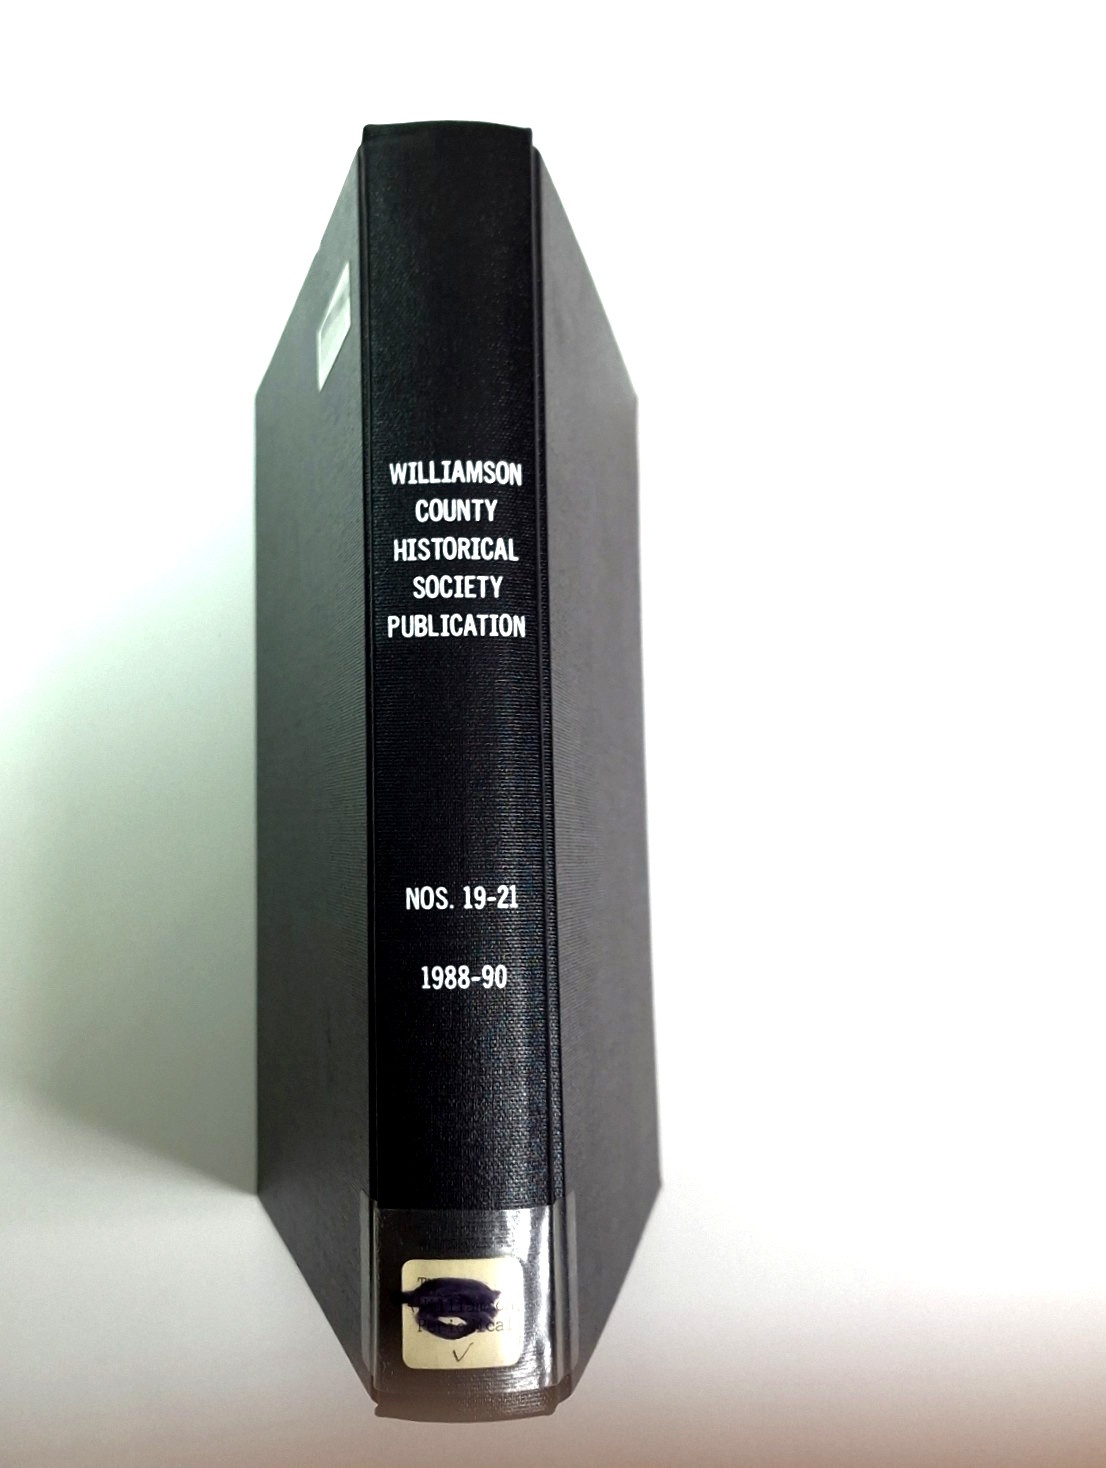 WILLIAMSON
COUNTY
HISTORICAL
SOCIETY
PUBLICATION
NOS. 19-21
1988-90